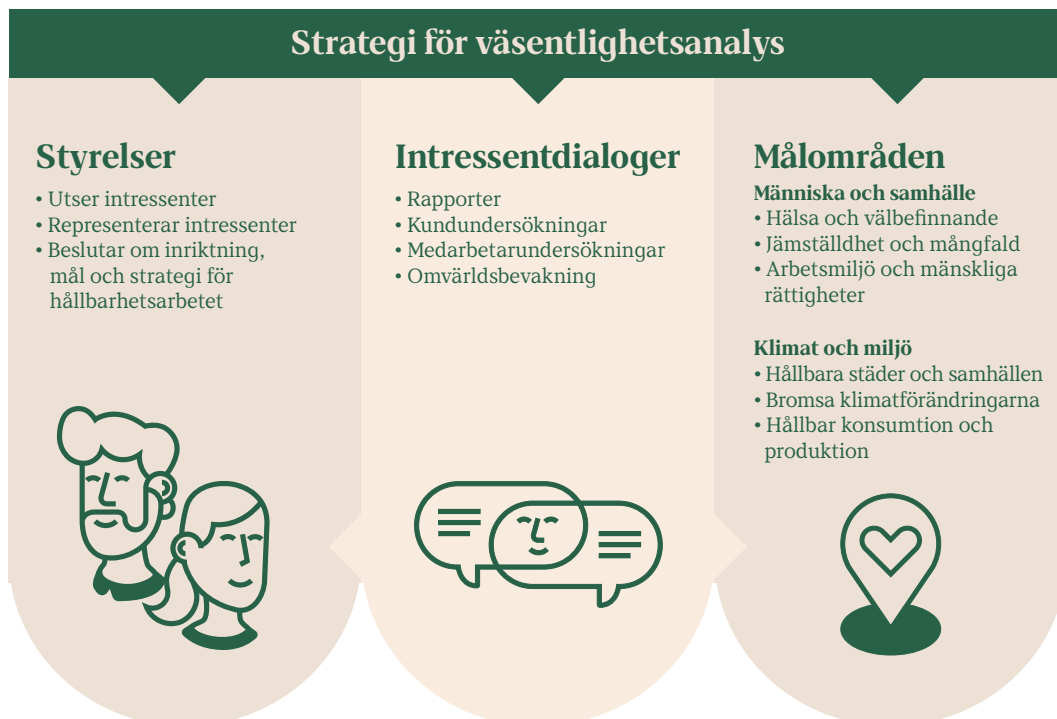 Strategi för väsentlighetsanalys
Styrelser
• Utser intressenter
• Representerar intressenter
• Beslutar om inriktning,
mål och strategi för
hållbarhetsarbetet
Intressentdialoger
• Rapporter
• Kundundersökningar
• Medarbetarundersökningar
• Omvärldsbevakning
Målområden
Människa och samhälle
• Hälsa och välbefinnande
• Jämställdhet och mångfald
• Arbetsmiljö och mänskliga
rättigheter
Klimat och miljö
• Hållbara städer och samhällen
• Bromsa klimatförändringarna
• Hållbar konsumtion och
produktion